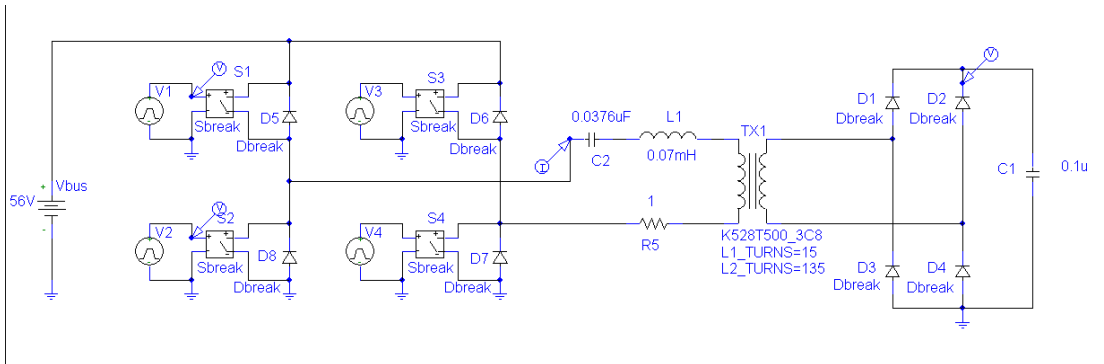 V1
V
S1
Sbreak
D5
Dbreak
V3
S3
Sbreak
D6
Dbreak
0.0376uF
C2
L1
0.07mH
TX1
D1
Dbreak
D2
Dbreak
V
C1
0.1u
I
+
Vbus
56V
-
V2
V
S2
Sbreak
D8
Dbreak
V4
S4
Sbreak
D7
Dbreak
1
R5
K528T500_3C8
L1_TURNS=15
L2_TURNS=135
D3
Dbreak
D4
Dbreak